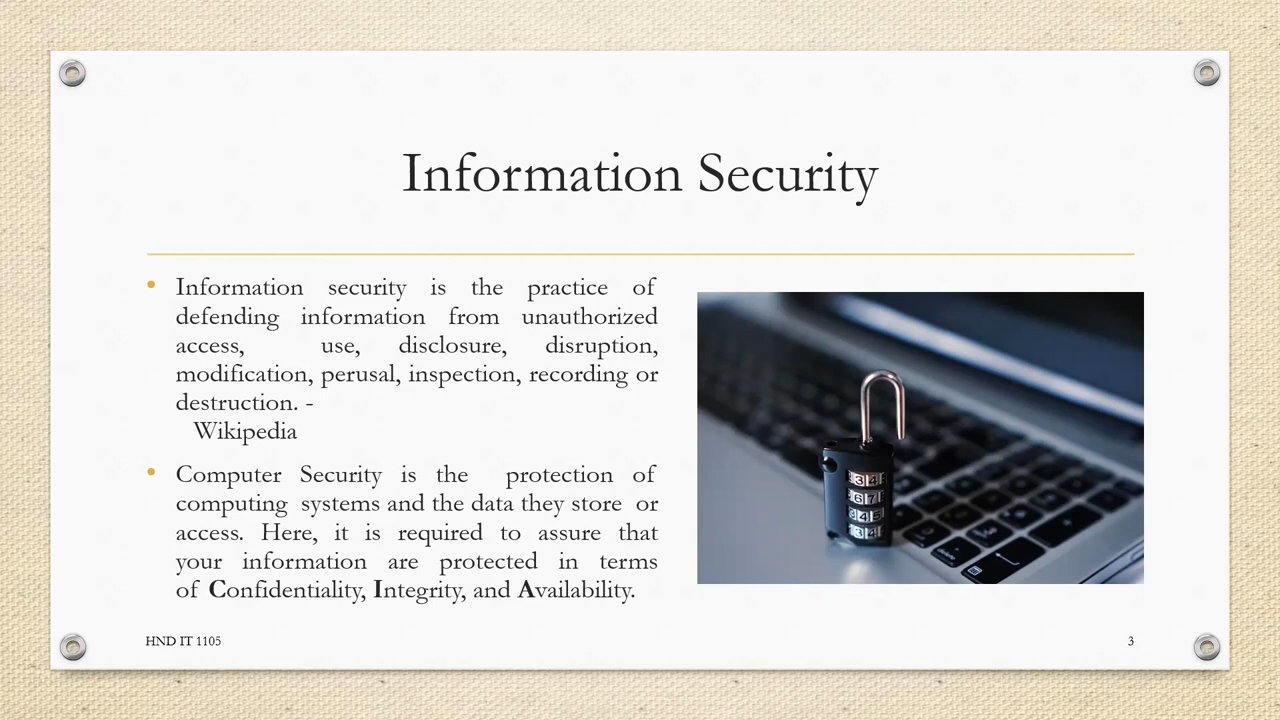 Information Security
• Information security is the practice of
defending information from unauthorized
access, use, disclosure, disruption,
modification, perusal, inspection, recording or
destruction. -
Wikipedia
• Computer Security is the protection of
computing systems and the data they store or
access. Here, it is required to assure that
your information are protected in terms
of Confidentiality, Integrity, and Availability.
HND IT 1105
3